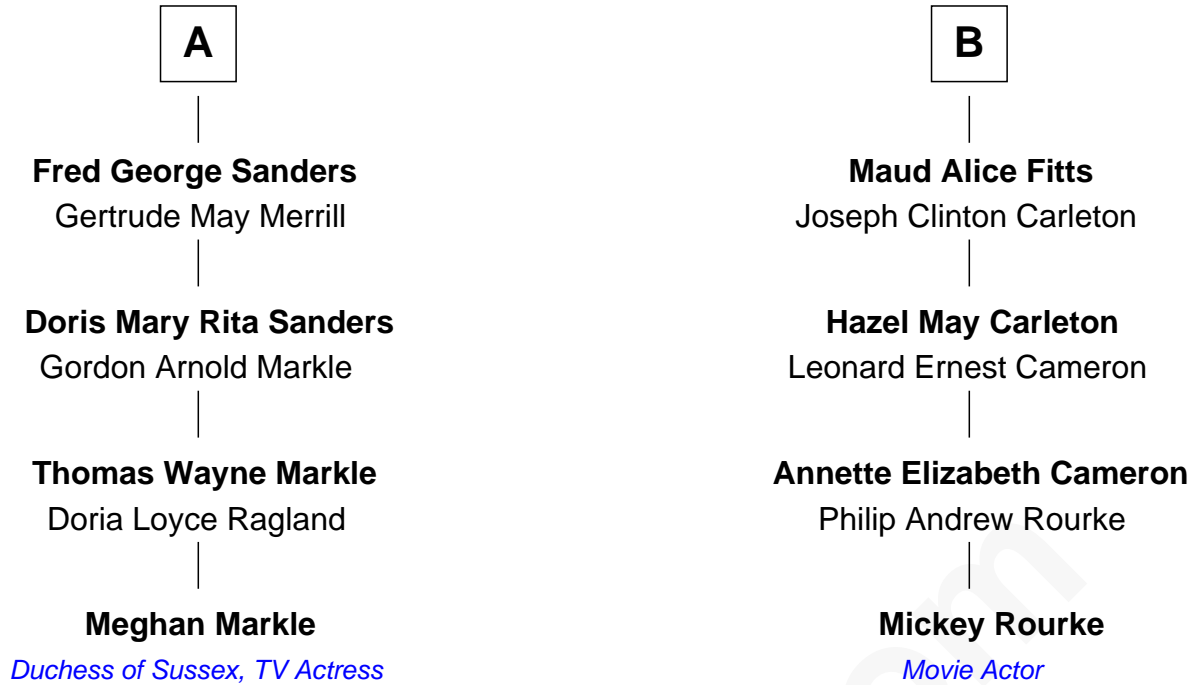 A
Fred George Sanders
Gertrude May Merrill
Doris Mary Rita Sanders
Gordon Arnold Markle
Thomas Wayne Markle
Doria Loyce Ragland
Meghan Markle
Duchess of Sussex, TV Actress
B
Maud Alice Fitts
Joseph Clinton Carleton
Hazel May Carleton
Leonard Ernest Cameron
Annette Elizabeth Cameron
Philip Andrew Rourke
Mickey Rourke
Movie Actor